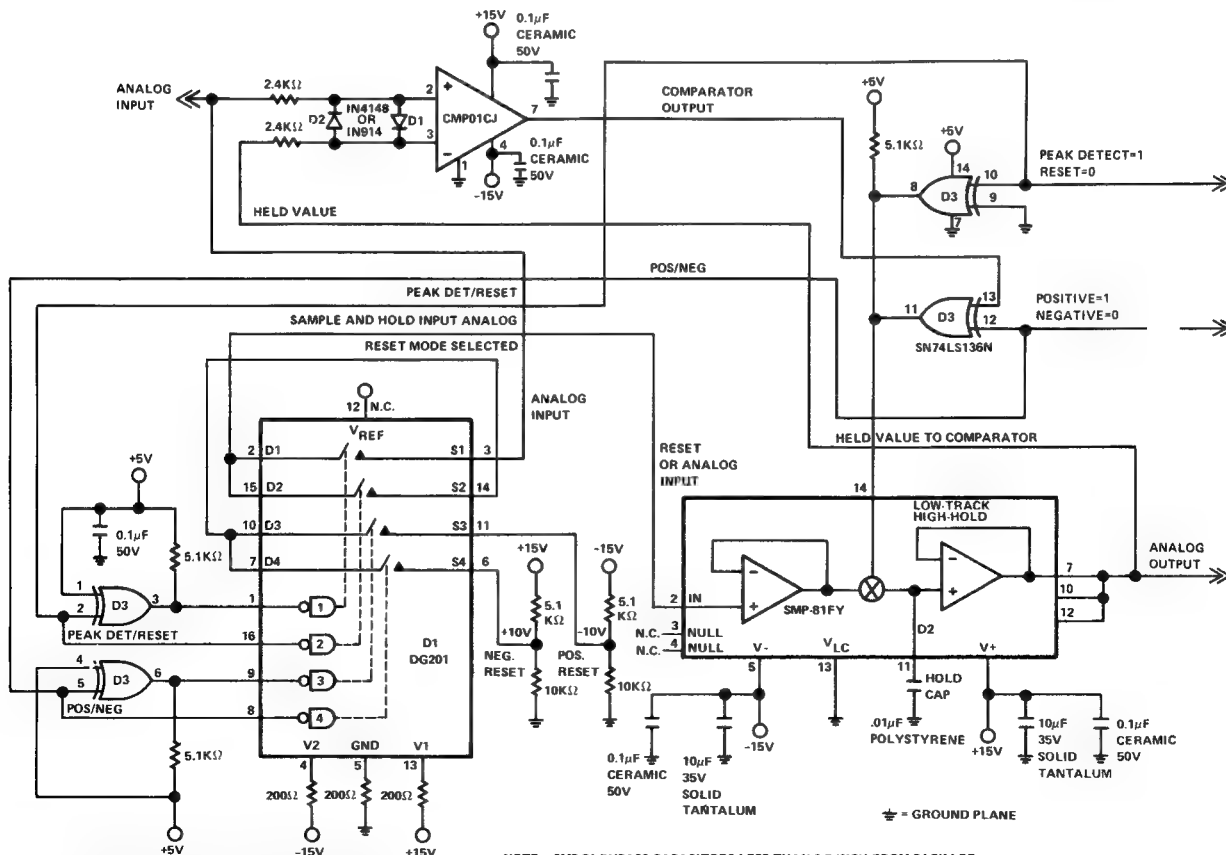 +15V
0.1µF
CERAMIC
50V
ANALOG
INPUT
2.4KΩ
2.4KΩ
D2
IN4148
OR
IN914
D1
2
3
+
−
CMP01CJ
7
1
4
0.1µF
CERAMIC
50V
−15V
COMPARATOR
OUTPUT
+5V
5.1KΩ
+5V
14
8
D3
10
9
7
PEAK DETECT=1
RESET=0
HELD VALUE
POS/NEG
PEAK DET/RESET
SAMPLE AND HOLD INPUT ANALOG
RESET MODE SELECTED
11
D3
13
12
SN74LS136N
POSITIVE=1
NEGATIVE=0
ANALOG
INPUT
12
N.C.
VREF
2 D1
S1 3
15 D2
S2 14
10 D3
S3 11
7 D4
S4 6
+5V
0.1µF
50V
5.1KΩ
1
2
D3
3
PEAK DET/RESET
4
5
D3
6
POS/NEG
5.1KΩ
+5V
1
1
16
2
9
3
8
4
D1
DG201
V2
GND
V1
4
5
13
200Ω
200Ω
200Ω
−15V
+15V
+15V
−15V
5.1
KΩ
5.1
KΩ
+10V
−10V
NEG.
RESET
POS.
RESET
10KΩ
10KΩ
RESET
OR ANALOG
INPUT
HELD VALUE TO COMPARATOR
14
LOW-TRACK
HIGH-HOLD
−
+
−
+
SMP-81FY
2 IN
N.C. 3 NULL
N.C. 4 NULL
V-
5
VLC
13
D2
11
V+
7
10
12
ANALOG
OUTPUT
HOLD
CAP
.01µF
POLYSTYRENE
0.1µF
CERAMIC
50V
10µF
35V
SOLID
TANTALUM
−15V
+15V
10µF
35V
SOLID
TANTALUM
0.1µF
CERAMIC
50V
= GROUND PLANE